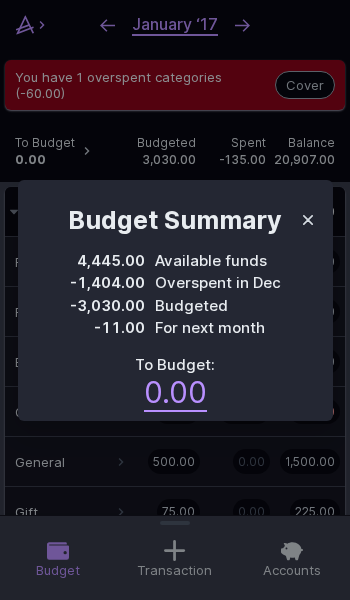 January ‘17
You have 1 overspent categories
(-60.00)
Cover
To Budget
Budgeted
Spent
Balance
0.00
3,030.00
-135.00
20,907.00
Budget Summary
4,445.00 Available funds
-1,404.00 Overspent in Dec
-3,030.00 Budgeted
-11.00 For next month
To Budget:
0.00
General 500.00 0.00 1,500.00
Gift 75.00 0.00 225.00
Budget
Transaction
Accounts